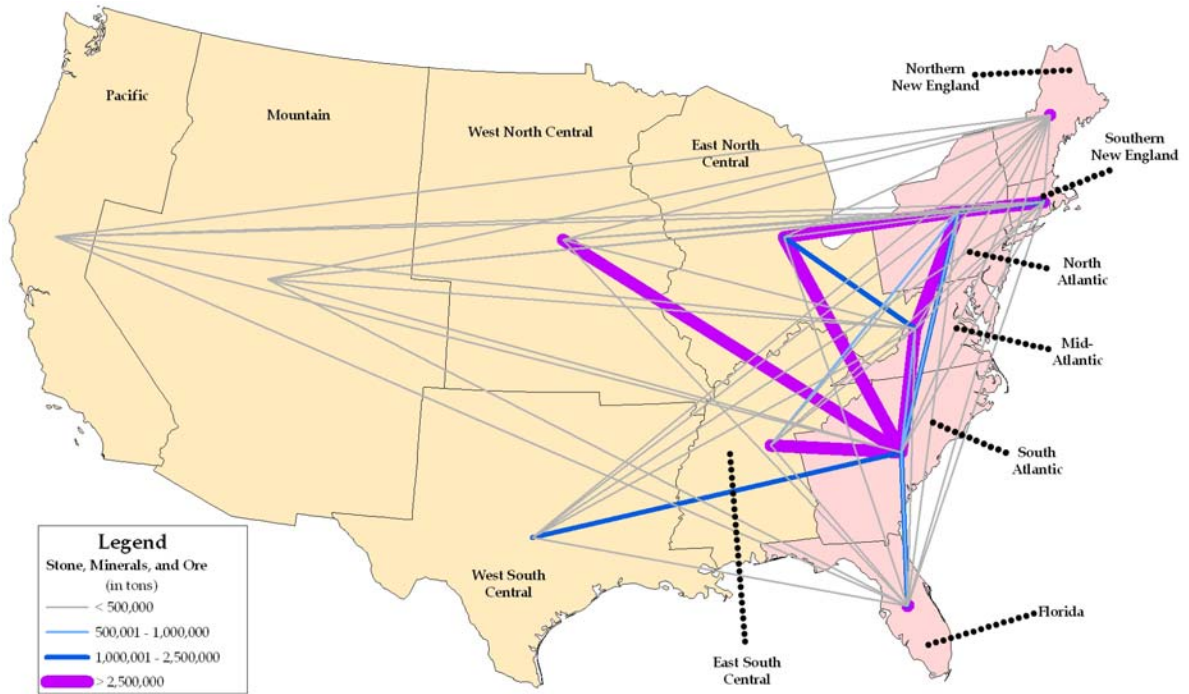 Northern
New England
Pacific
Mountain
West North Central
East North
Central
Southern
New England
North
Atlantic
Mid-
Atlantic
South
Atlantic
Legend
Stone, Minerals, and Ore
(in tons)
< 500,000
500,001 - 1,000,000
1,000,001 - 2,500,000
> 2,500,000
West South
Central
East South
Central
Florida